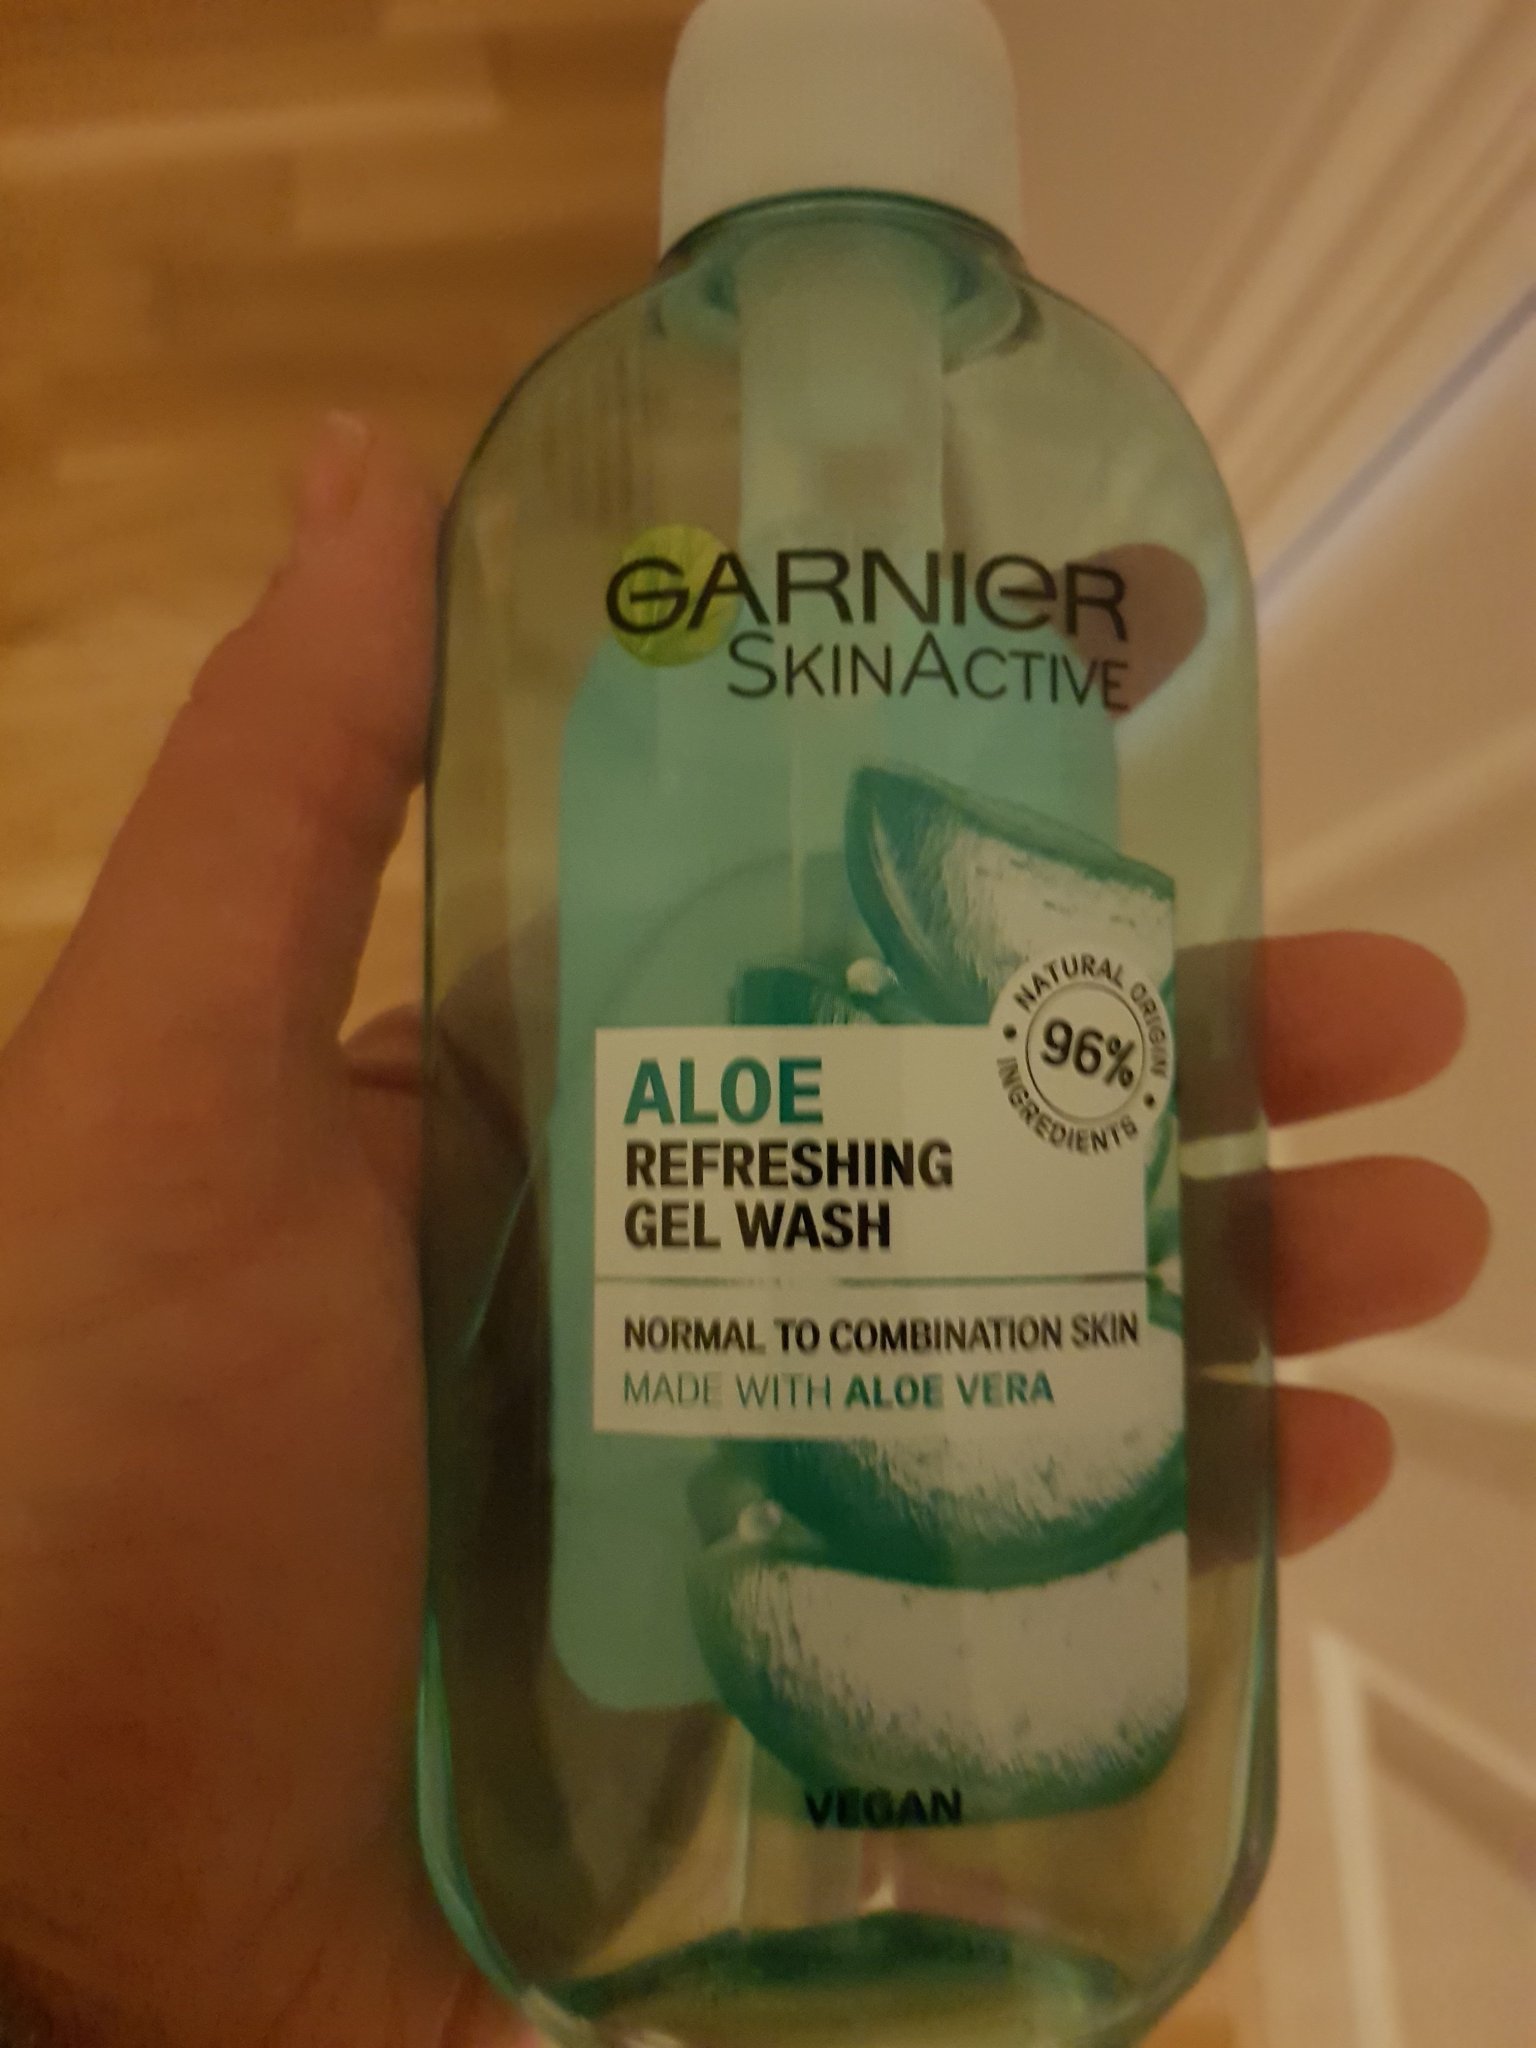 GARNIER
SKINACTIVE
NATURAL ORIGIN
96%
INGREDIENTS
ALOE
REFRESHING
GEL WASH
NORMAL TO COMBINATION SKIN
MADE WITH ALOE VERA
VEGAN